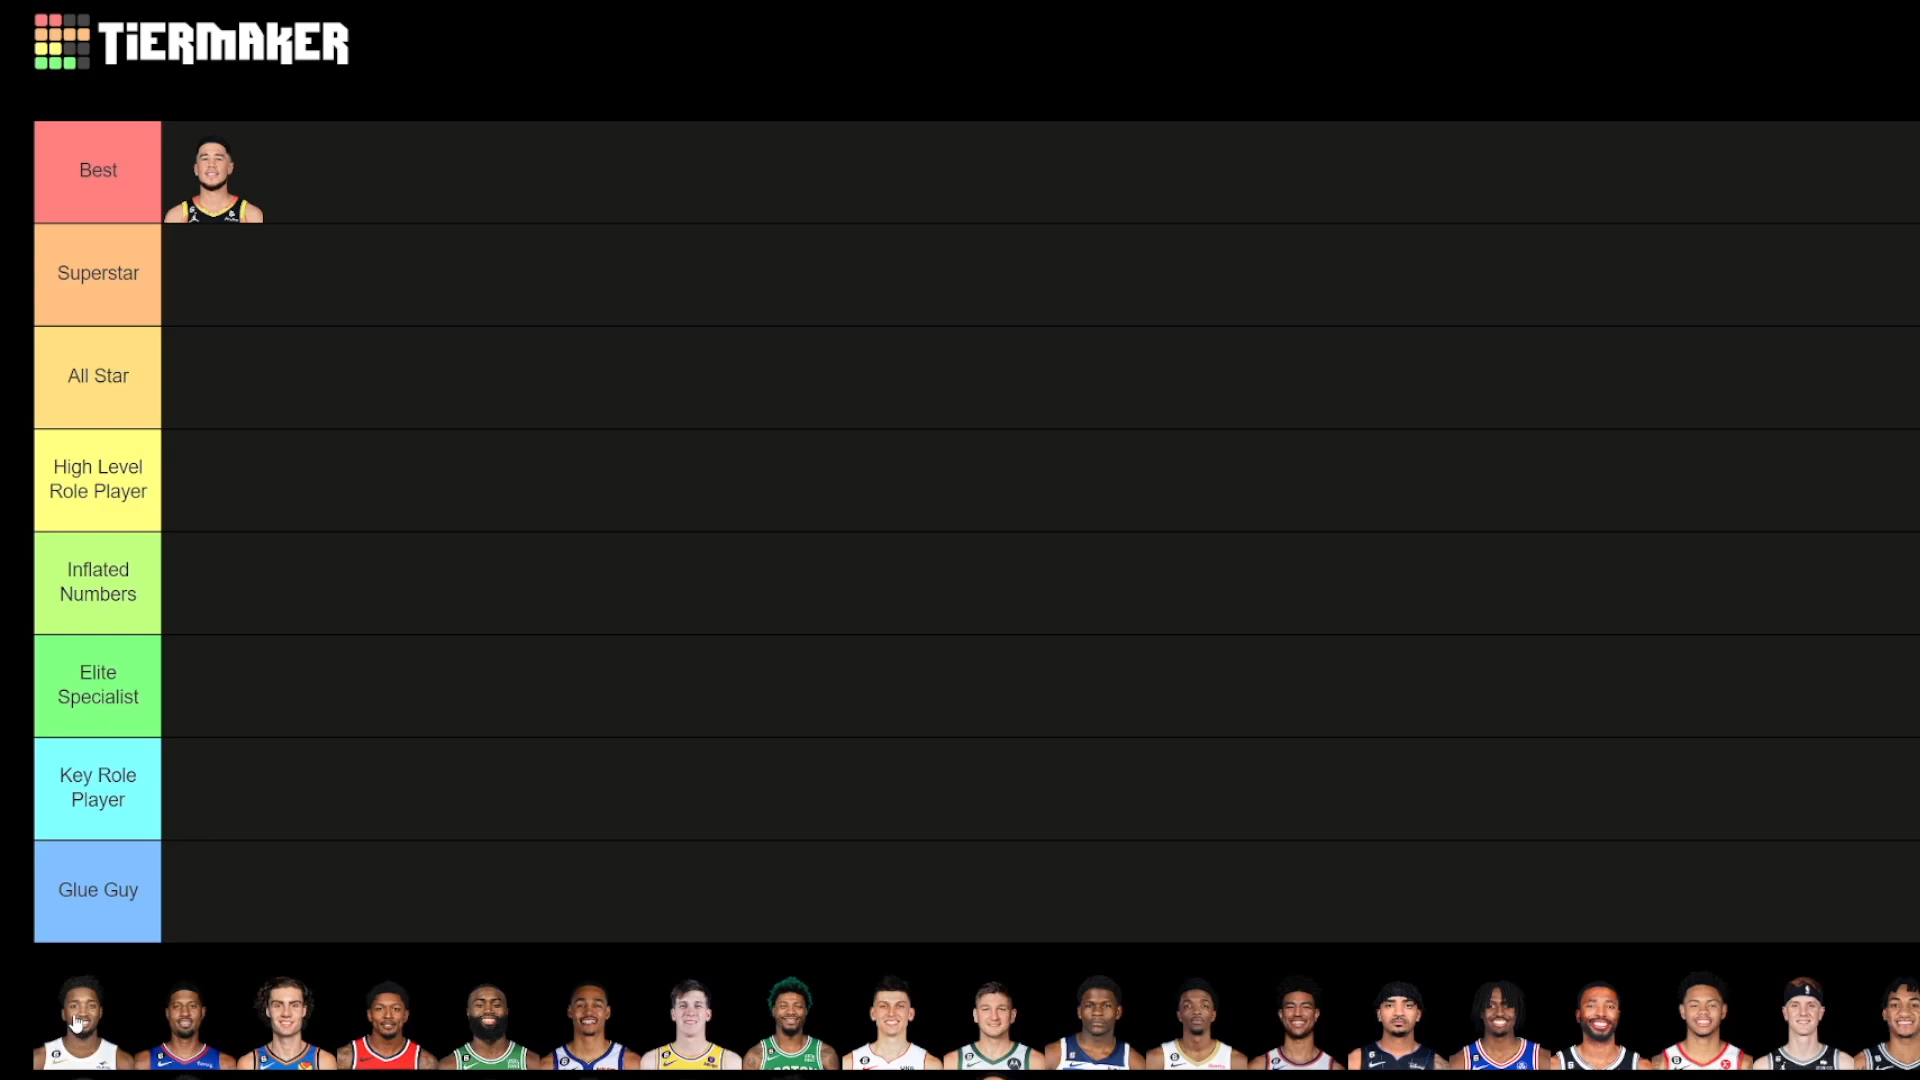 TiERMAKER
Best
Superstar
All Star
High Level
Role Player
Inflated
Numbers
Elite
Specialist
Key Role
Player
Glue Guy